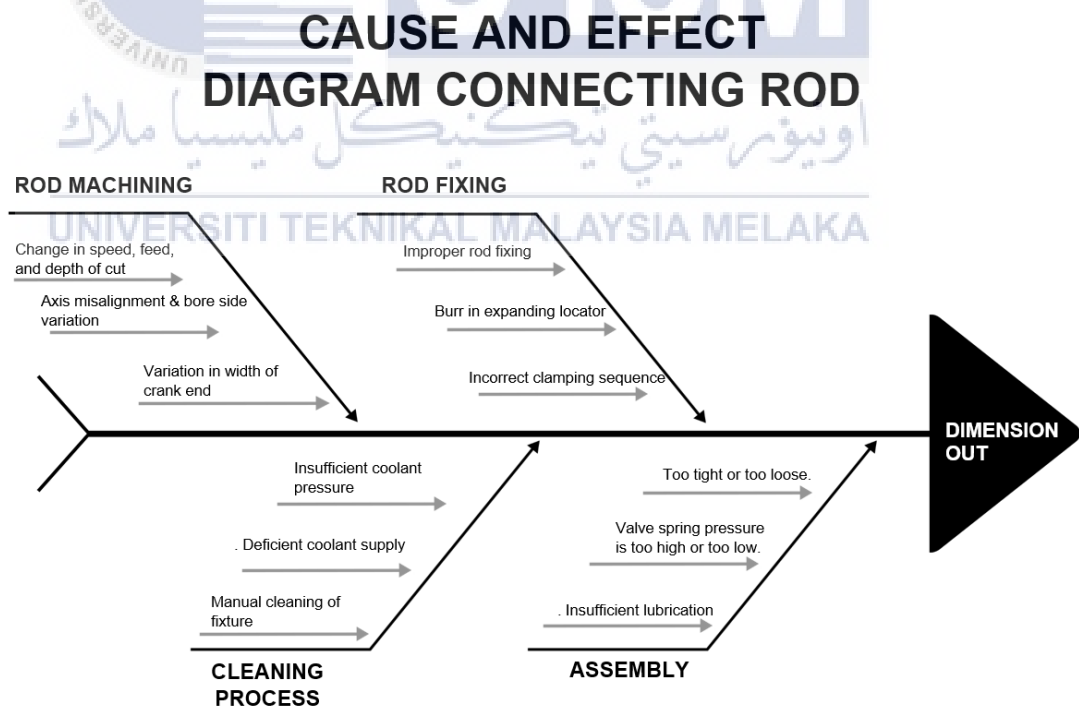 CAUSE AND EFFECT
DIAGRAM CONNECTING ROD
اونيۏرسيتي تيكنيكل مليسيا ملاك
UNIVERSITI TEKNIKAL MALAYSIA MELAKA
ROD MACHINING
Change in speed, feed,
and depth of cut
Axis misalignment & bore side
variation
Variation in width of
crank end
ROD FIXING
Improper rod fixing
Burr in expanding locator
Incorrect clamping sequence
DIMENSION
OUT
Insufficient coolant
pressure
. Deficient coolant supply
Manual cleaning of
fixture
CLEANING
PROCESS
Too tight or too loose.
Valve spring pressure
is too high or too low.
. Insufficient lubrication
ASSEMBLY